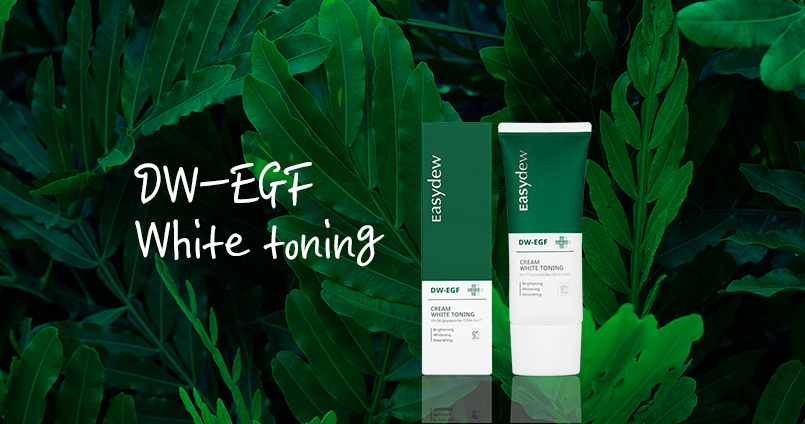 DW-EGF
White toning
Easydew
DW-EGF
CREAM
WHITE TONING
Brightening
Whitening
Nourishing
Easydew
DW-EGF
CREAM
WHITE TONING
Brightening
Whitening
Nourishing